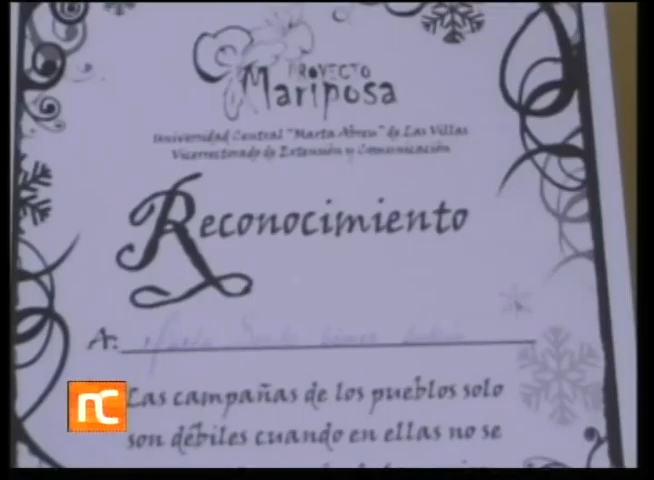 PROYECTO
Mariposa
Universidad Central "Marta Abreu" de Las Villas
Vicerrectorado de Extensión y Comunicación
Reconocimiento
A:
Las campañas de los pueblos solo
son débiles cuando en ellas no se
nc